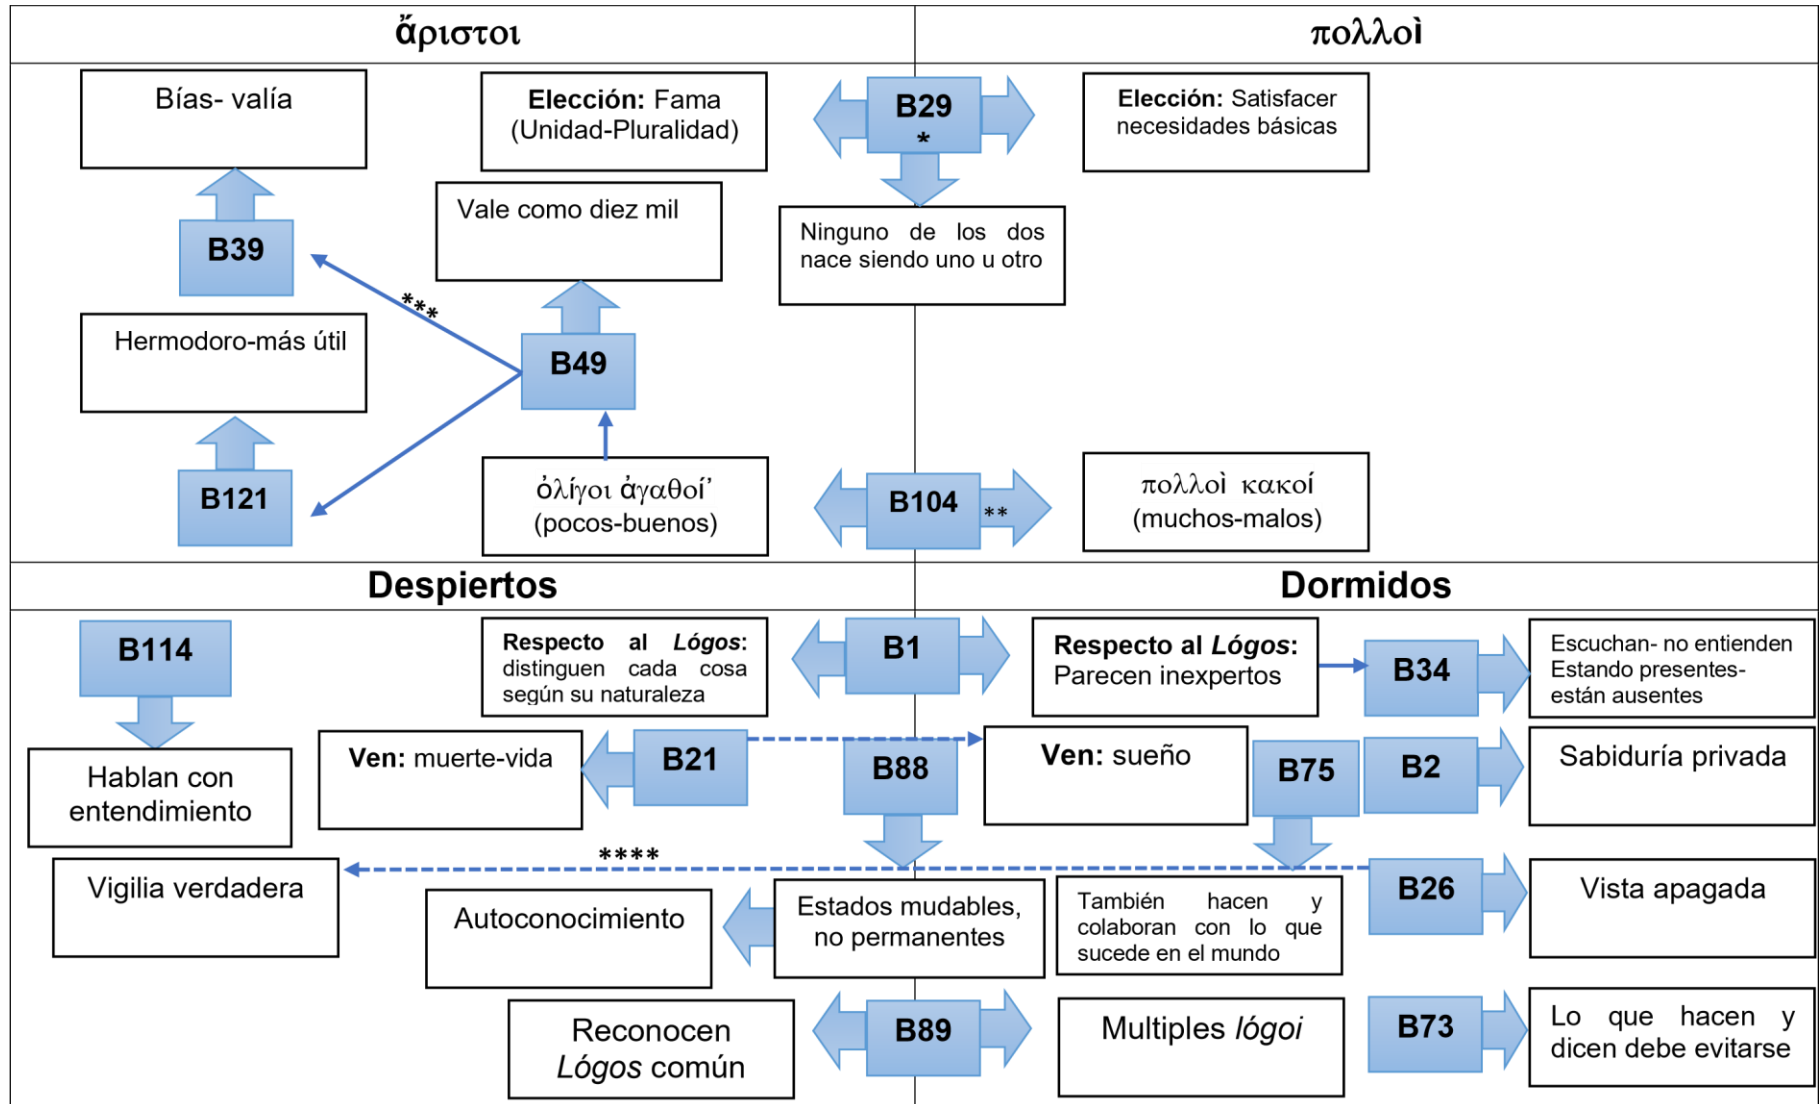 ἄριστοι
πολλοὶ
Bías- valía
Elección: Fama
(Unidad-Pluralidad)
B29
*
Elección: Satisfacer
necesidades básicas
Vale como diez mil
Ninguno de los dos
nace siendo uno u otro
B39
***
Hermodoro-más útil
B49
B121
ὀλίγοι ἀγαθοί’
(pocos-buenos)
B104
**
πολλοὶ κακοί
(muchos-malos)
Despiertos
Dormidos
B114
Respecto al Lógos:
distinguen cada cosa
según su naturaleza
B1
Respecto al Lógos:
Parecen inexpertos
B34
Escuchan- no entienden
Estando presentes-
están ausentes
Hablan con
entendimiento
Ven: muerte-vida
B21
B88
Ven: sueño
B75
B2
Sabiduría privada
****
Vigilia verdadera
Autoconocimiento
Estados mudables,
no permanentes
También hacen y
colaboran con lo que
sucede en el mundo
B26
Vista apagada
Reconocen
Lógos común
B89
Multiples lógoi
B73
Lo que hacen y
dicen debe evitarse